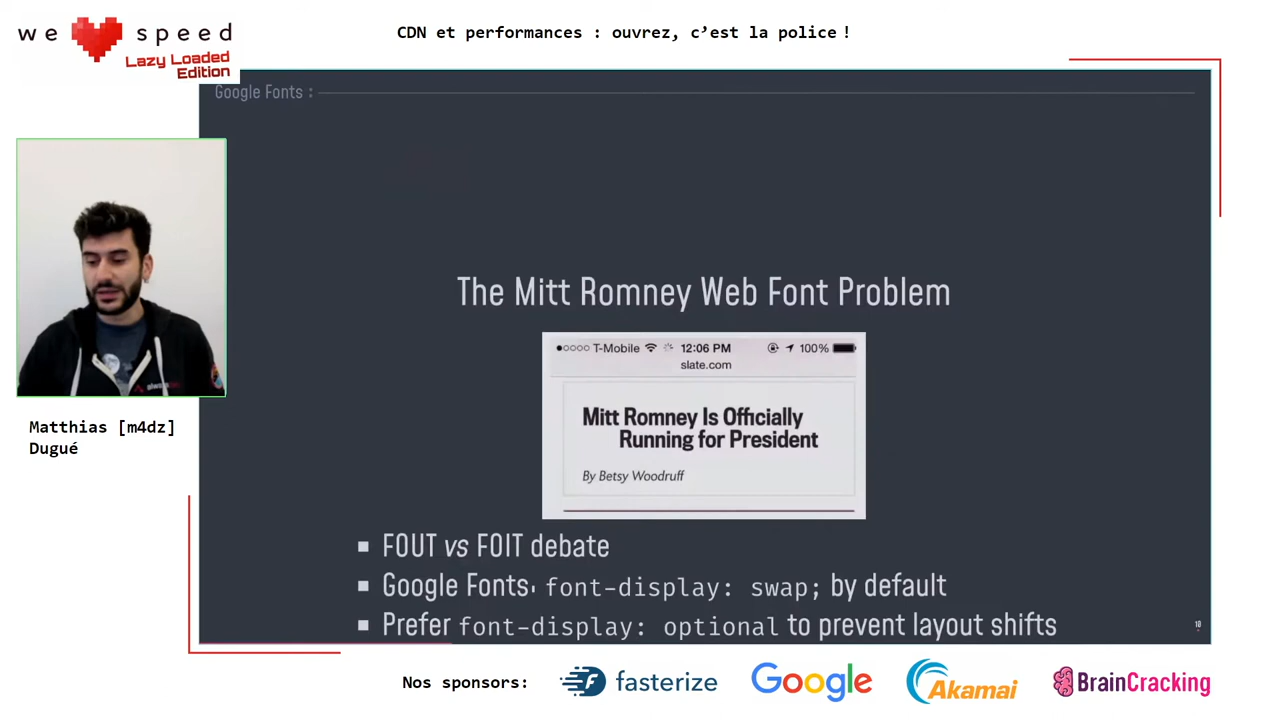 we speed
Lazy Loaded
Edition
CDN et performances : ouvrez, c’est la police !
Google Fonts :
The Mitt Romney Web Font Problem
T-Mobile 12:06 PM 100%
slate.com
Mitt Romney Is Officially
Running for President
By Betsy Woodruff
Matthias [m4dz]
Dugué
▪ FOUT vs FOIT debate
▪ Google Fonts, font-display: swap; by default
▪ Prefer font-display: optional to prevent layout shifts
10
Nos sponsors: fasterize Google Akamai BrainCracking